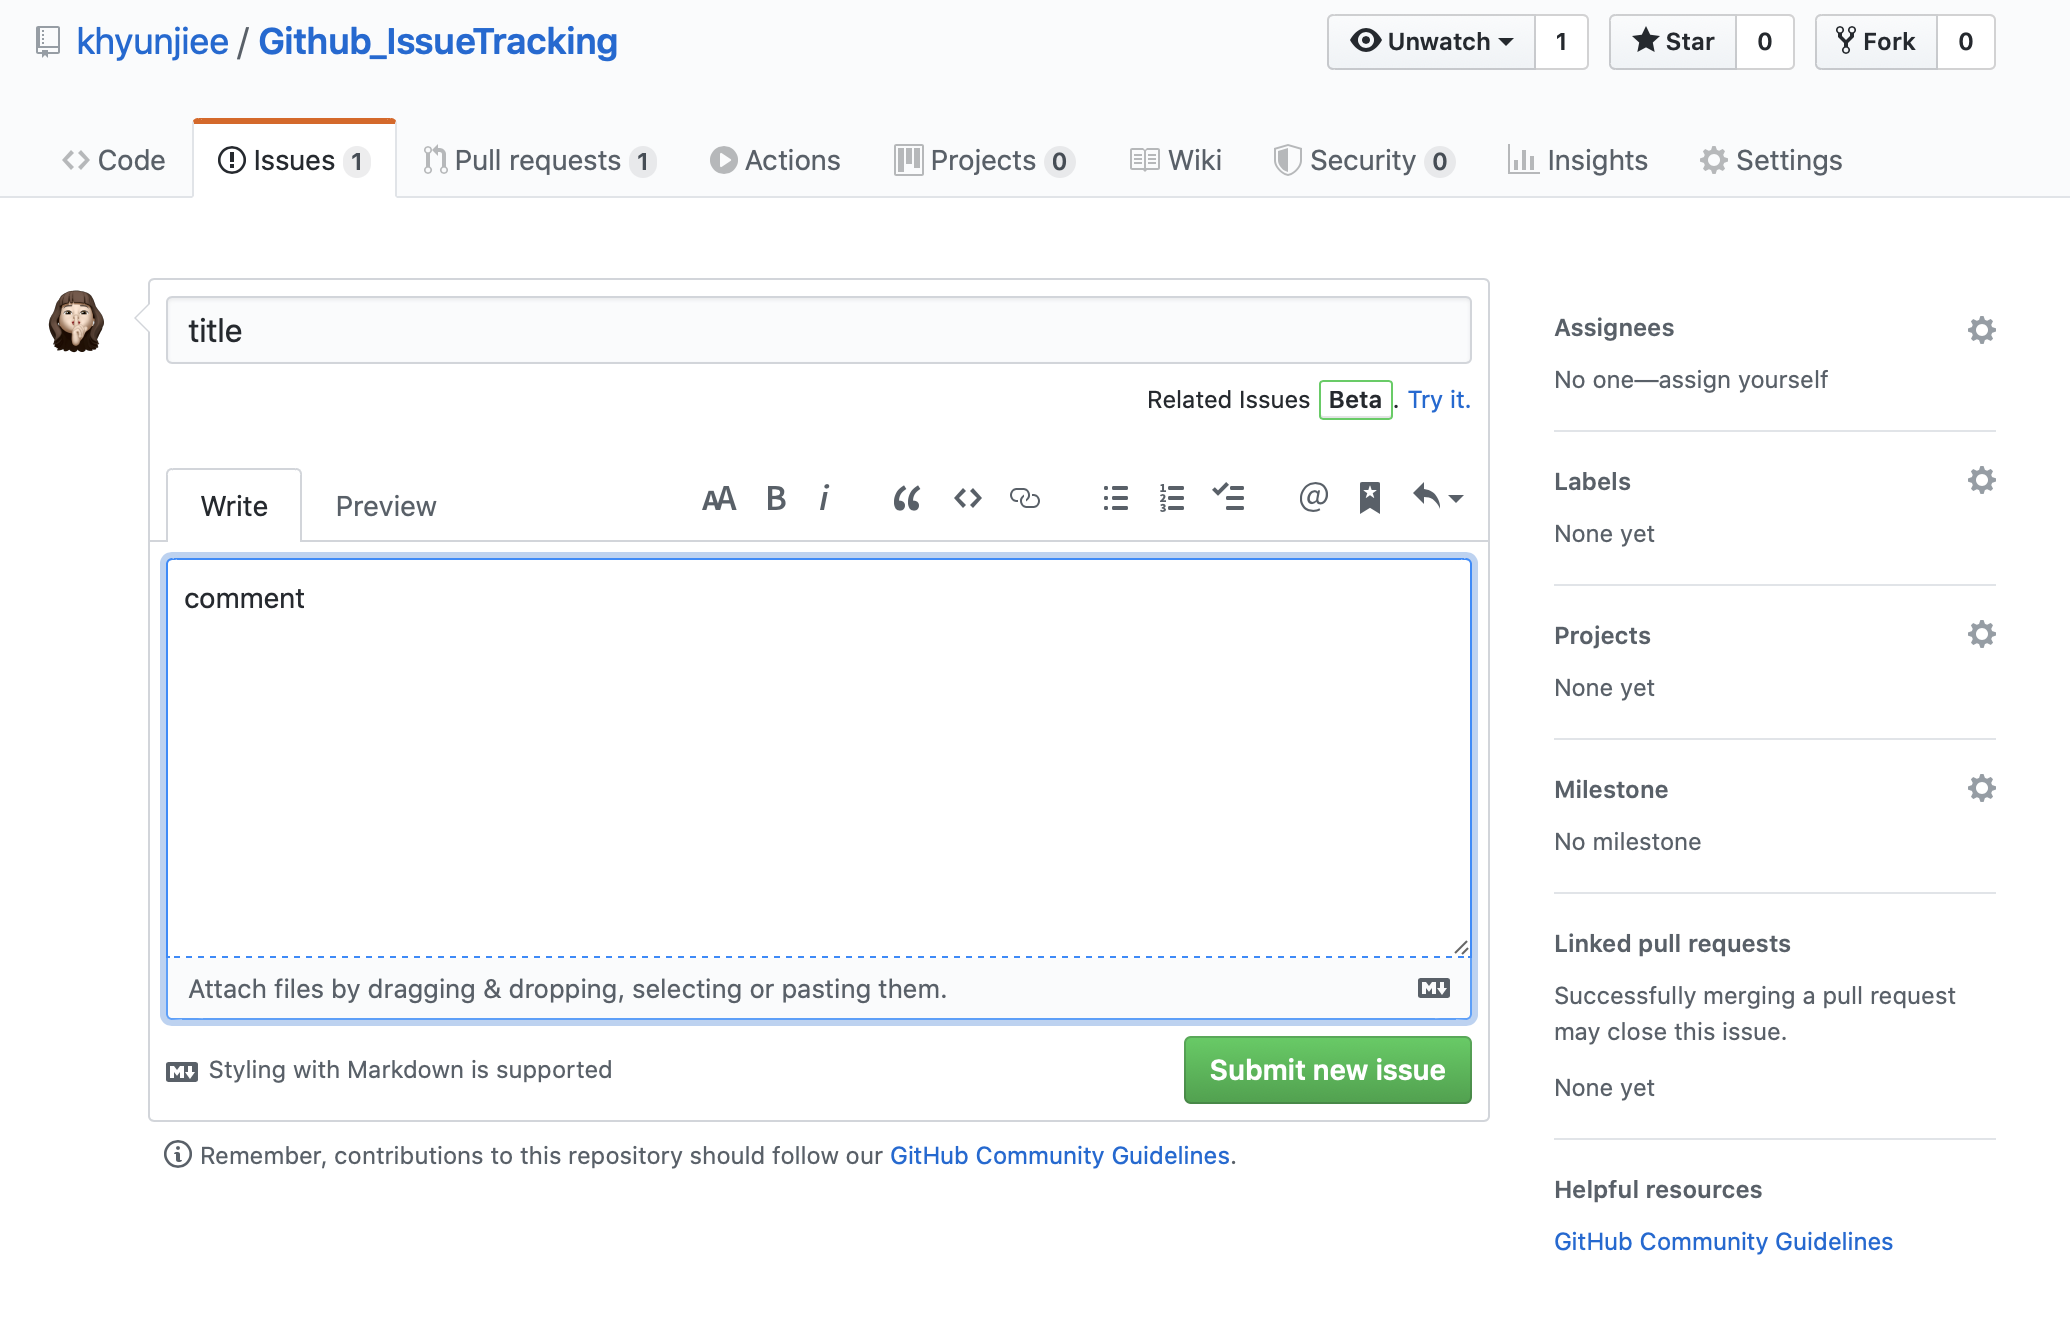 khyunjiee / Github_IssueTracking
Unwatch 1
Star 0
Fork 0
Code
Issues 1
Pull requests 1
Actions
Projects 0
Wiki
Security 0
Insights
Settings
title
Related Issues Beta. Try it.
Write
Preview
AA B i
@
comment
Attach files by dragging & dropping, selecting or pasting them.
M
Styling with Markdown is supported
Submit new issue
Remember, contributions to this repository should follow our GitHub Community Guidelines.
Assignees
No one—assign yourself
Labels
None yet
Projects
None yet
Milestone
No milestone
Linked pull requests
Successfully merging a pull request
may close this issue.
None yet
Helpful resources
GitHub Community Guidelines